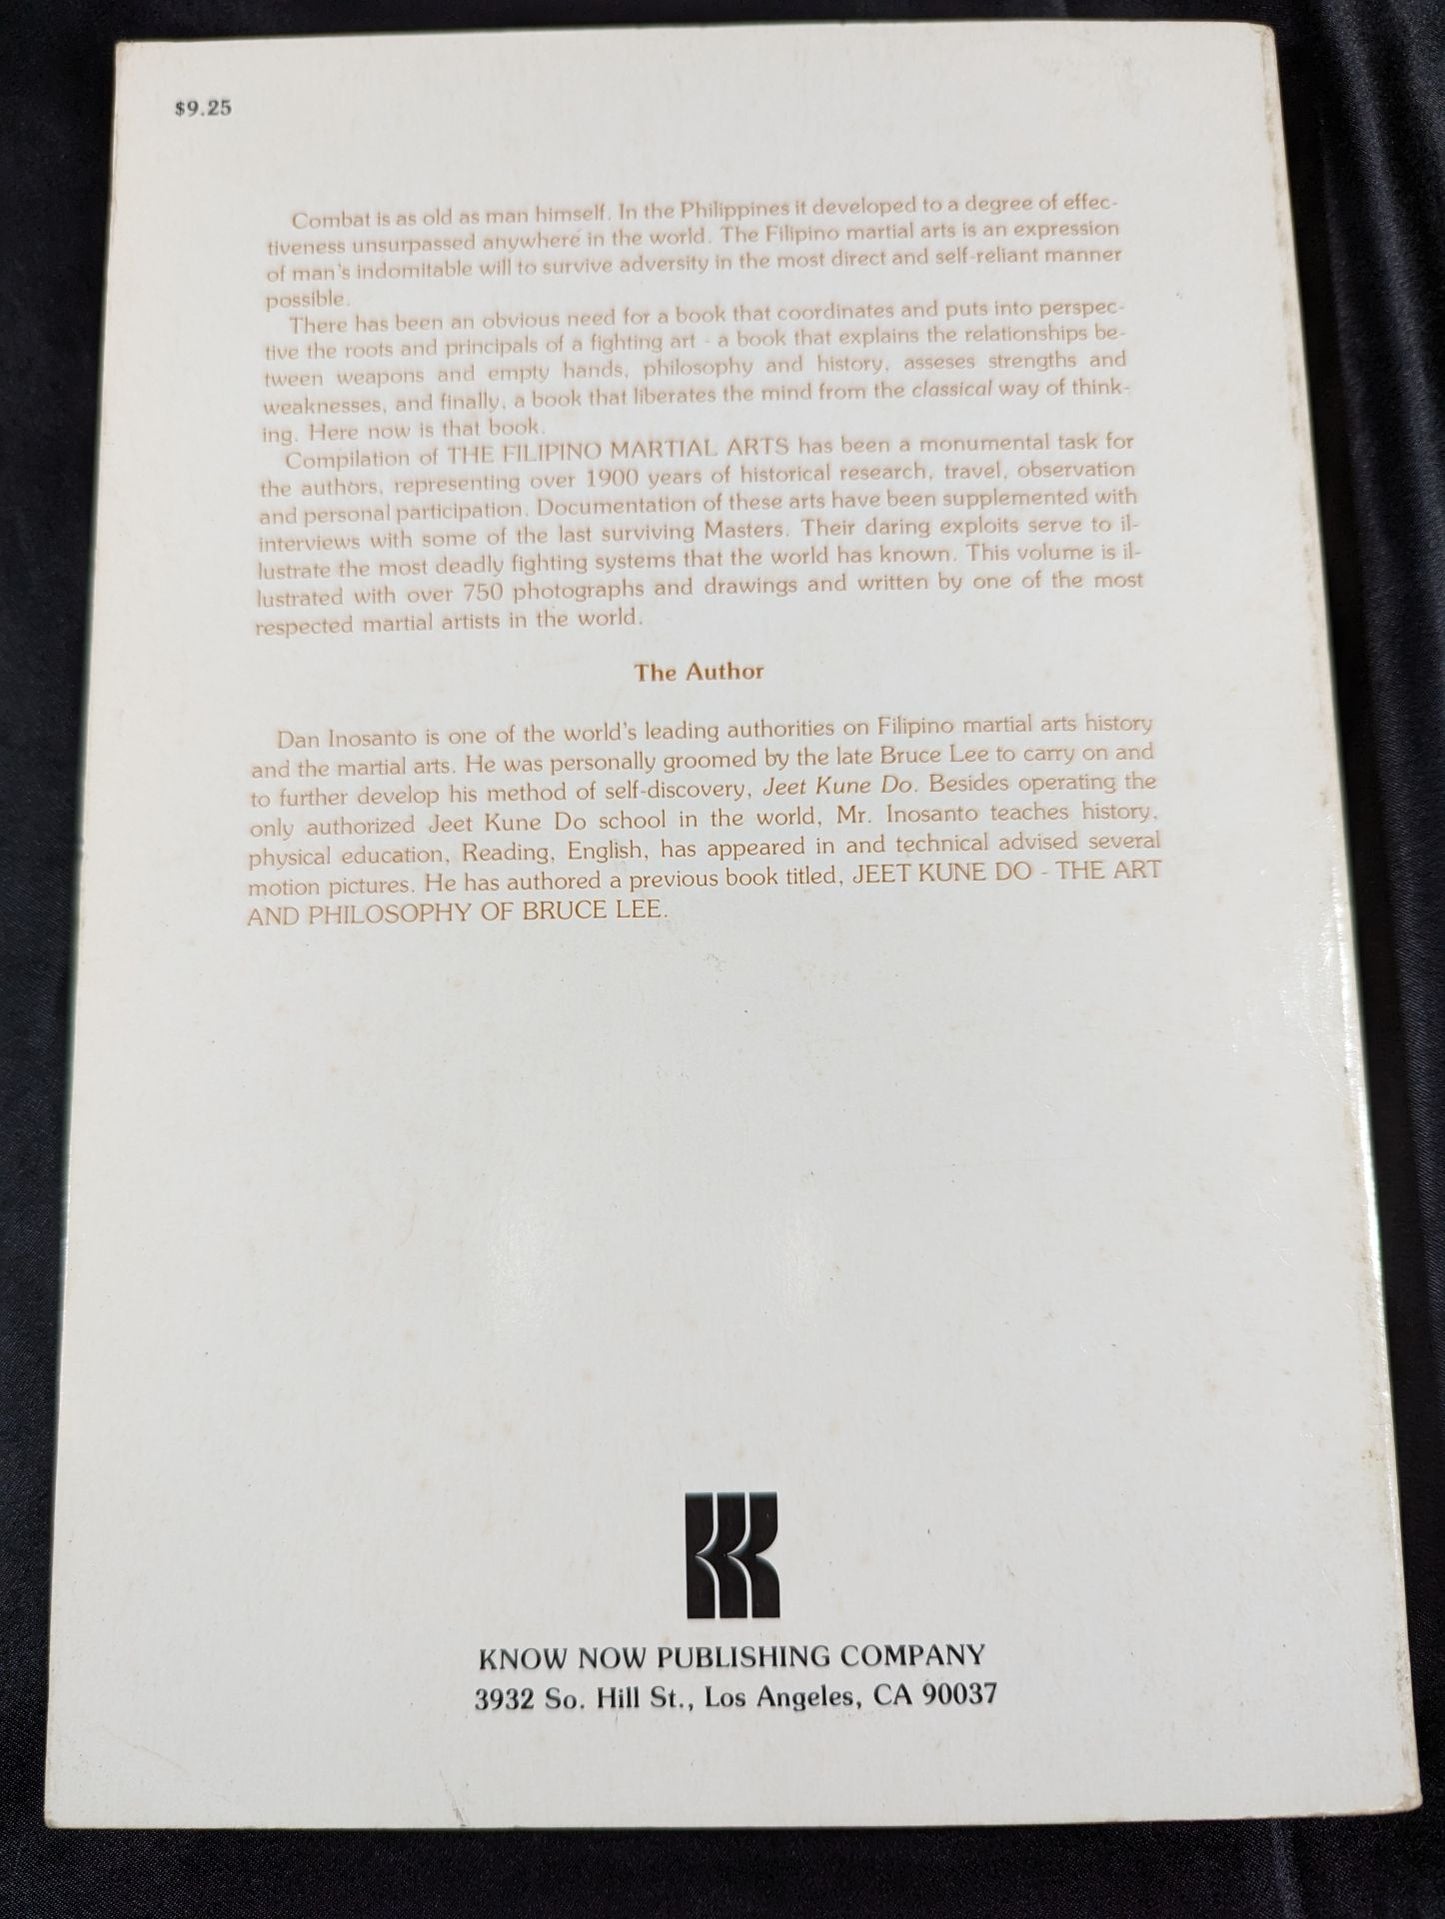 $9.25
Combat is as old as man himself. In the Philippines it developed to a degree of effec-
tiveness unsurpassed anywhere in the world. The Filipino martial arts is an expression
of man's indomitable will to survive adversity in the most direct and self-reliant manner
possible.
There has been an obvious need for a book that coordinates and puts into perspec-
tive the roots and principals of a fighting art - a book that explains the relationships be-
tween weapons and empty hands, philosophy and history, asseses strengths and
weaknesses, and finally, a book that liberates the mind from the classical way of think-
ing. Here now is that book.
Compilation of THE FILIPINO MARTIAL ARTS has been a monumental task for
the authors, representing over 1900 years of historical research, travel, observation
and personal participation. Documentation of these arts have been supplemented with
interviews with some of the last surviving Masters. Their daring exploits serve to il-
lustrate the most deadly fighting systems that the world has known. This volume is il-
lustrated with over 750 photographs and drawings and written by one of the most
respected martial artists in the world.
The Author
Dan Inosanto is one of the world's leading authorities on Filipino martial arts history
and the martial arts. He was personally groomed by the late Bruce Lee to carry on and
to further develop his method of self-discovery, Jeet Kune Do. Besides operating the
only authorized Jeet Kune Do school in the world, Mr. Inosanto teaches history,
physical education, Reading, English, has appeared in and technical advised several
motion pictures. He has authored a previous book titled, JEET KUNE DO - THE ART
AND PHILOSOPHY OF BRUCE LEE.
KNOW NOW PUBLISHING COMPANY
3932 So. Hill St., Los Angeles, CA 90037